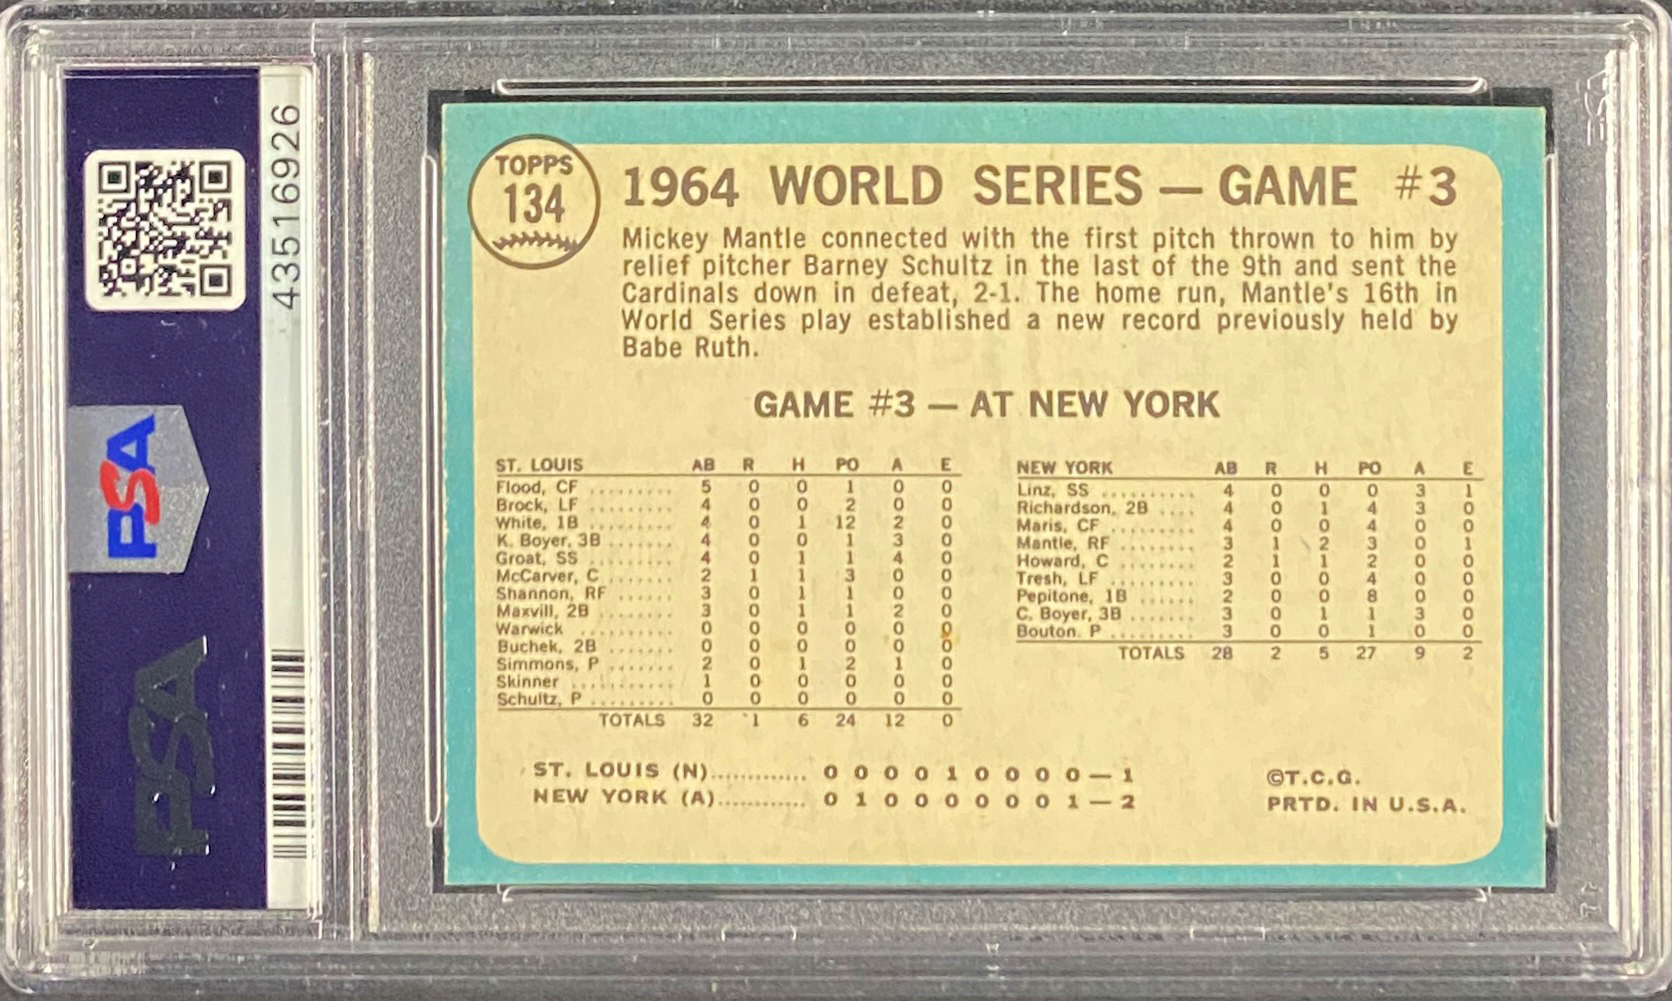 43516926
PSA
PSA
TOPPS
134
1964 WORLD SERIES — GAME #3
Mickey Mantle connected with the first pitch thrown to him by
relief pitcher Barney Schultz in the last of the 9th and sent the
Cardinals down in defeat, 2-1. The home run, Mantle's 16th in
World Series play established a new record previously held by
Babe Ruth.
GAME #3 — AT NEW YORK
ST. LOUIS AB R H PO A E
Flood, CF ......... 5 0 0 1 0 0
Brock, LF ......... 4 0 0 2 0 0
White, 1B ......... 4 0 1 12 2 0
K. Boyer, 3B ....... 4 0 0 1 3 0
Groat, SS ......... 4 0 1 1 4 0
McCarver, C ....... 2 1 1 3 0 0
Shannon, RF ...... 3 0 1 1 0 0
Maxvill, 2B ........ 3 0 1 1 2 0
Warwick .......... 0 0 0 0 0 0
Buchek, 2B ....... 0 0 0 0 0 0
Simmons, P ....... 2 0 1 2 1 0
Skinner ........... 1 0 0 0 0 0
Schultz, P ......... 0 0 0 0 0 0
TOTALS 32 1 6 24 12 0
NEW YORK AB R H PO A E
Linz, SS .......... 4 0 0 0 3 1
Richardson, 2B .... 4 0 1 4 3 0
Maris, CF ......... 4 0 0 4 0 0
Mantle, RF ........ 3 1 2 3 0 1
Howard, C ........ 2 1 1 2 0 0
Tresh, LF ......... 3 0 0 4 0 0
Pepitone, 1B ...... 2 0 0 8 0 0
C. Boyer, 3B ....... 3 0 1 1 3 0
Bouton. P ......... 3 0 0 1 0 0
TOTALS 28 2 5 27 9 2
ST. LOUIS (N)............. 0 0 0 0 1 0 0 0 0 — 1
NEW YORK (A)............ 0 1 0 0 0 0 0 0 1 — 2
©T.C.G.
PRTD. IN U.S.A.